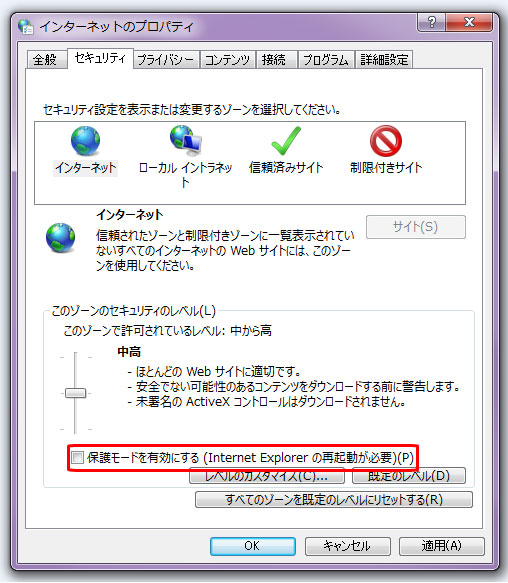 インターネットのプロパティ
全般
セキュリティ
プライバシー
コンテンツ
接続
プログラム
詳細設定
セキュリティ設定を表示または変更するゾーンを選択してください。
インターネット
ローカル イントラネッ
ト
信頼済みサイト
制限付きサイト
インターネット
サイト(S)
信頼されたゾーンと制限付きゾーンに一覧表示されてい
ないすべてのインターネットの Web サイトには、このゾー
ンを使用してください。
このゾーンのセキュリティのレベル(L)
このゾーンで許可されているレベル: 中から高
中高
- ほとんどの Web サイトに適切です。
- 安全でない可能性のあるコンテンツをダウンロードする前に警告します。
- 未署名の ActiveX コントロールはダウンロードされません。
保護モードを有効にする (Internet Explorer の再起動が必要)(P)
レベルのカスタマイズ(C)...
既定のレベル(D)
すべてのゾーンを既定のレベルにリセットする(R)
OK
キャンセル
適用(A)